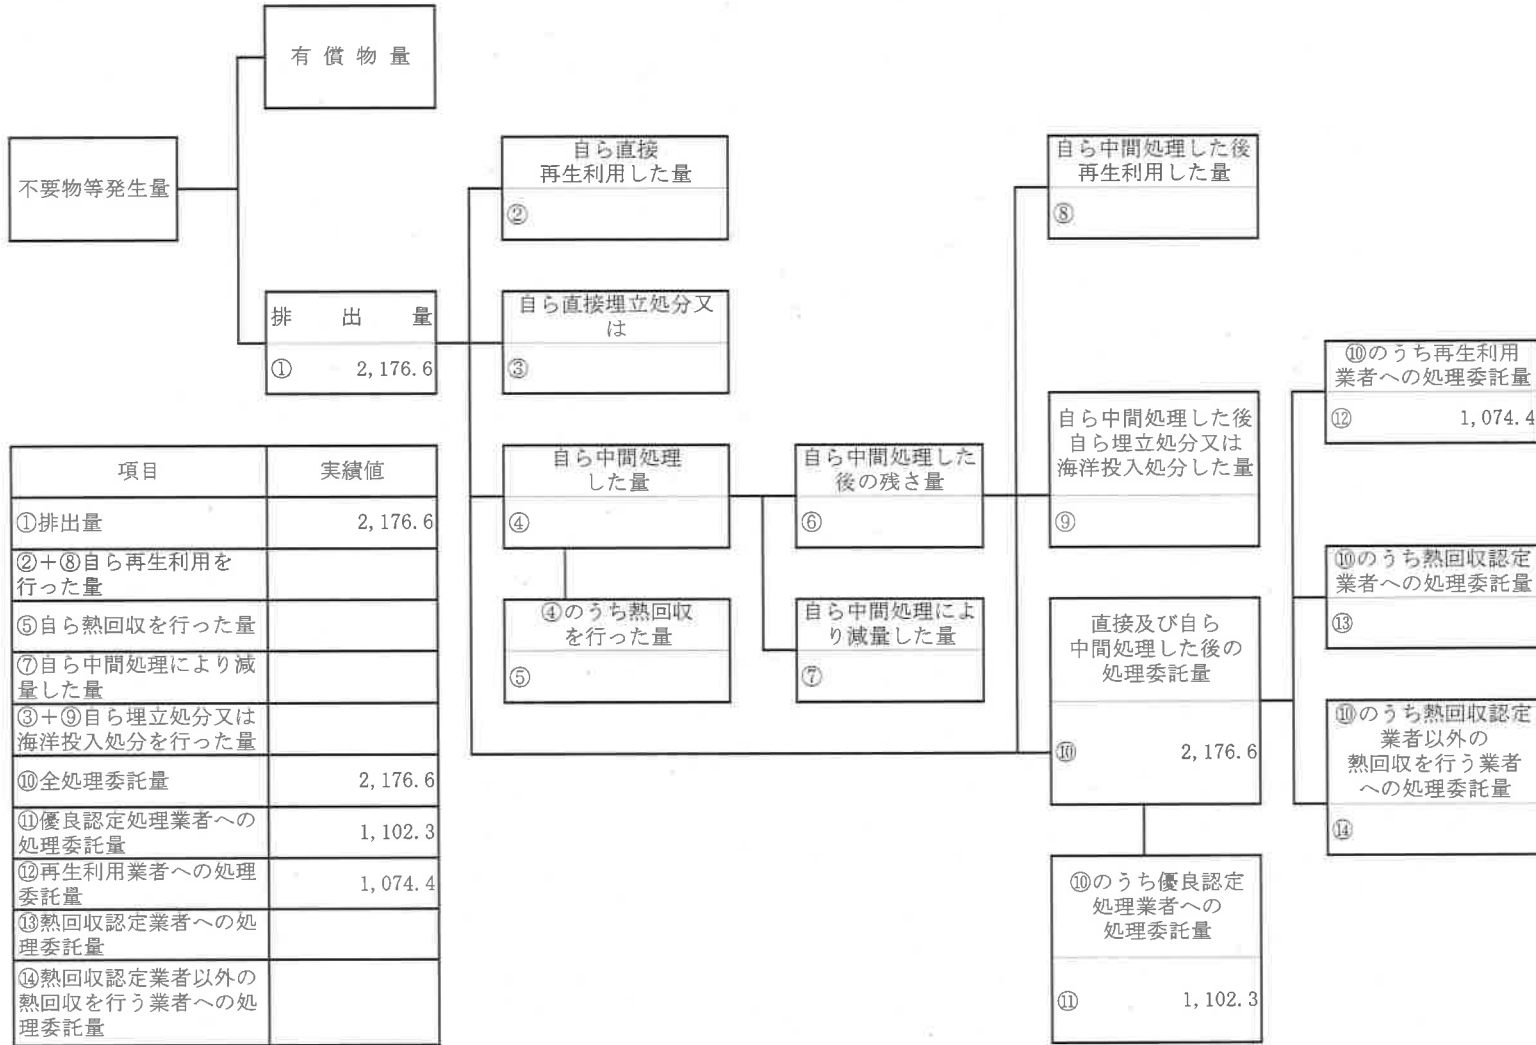 有償物量
不要物等発生量
排出量
① 2,176.6
自ら直接
再生利用した量
②
自ら直接埋立処分又
は
③
自ら中間処理
した量
④
④のうち熱回収
を行った量
⑤
自ら中間処理した
後の残さ量
⑥
自ら中間処理によ
り減量した量
⑦
自ら中間処理した後
再生利用した量
⑧
自ら中間処理した後
自ら埋立処分又は
海洋投入処分した量
⑨
直接及び自ら
中間処理した後の
処理委託量
⑩ 2,176.6
⑩のうち優良認定
処理業者への
処理委託量
⑪ 1,102.3
⑩のうち再生利用
業者への処理委託量
⑫ 1,074.4
⑩のうち熱回収認定
業者への処理委託量
⑬
⑩のうち熱回収認定
業者以外の
熱回収を行う業者
への処理委託量
⑭
項目 実績値
①排出量 2,176.6
②+⑧自ら再生利用を
行った量
⑤自ら熱回収を行った量
⑦自ら中間処理により減
量した量
③+⑨自ら埋立処分又は
海洋投入処分を行った量
⑩全処理委託量 2,176.6
⑪優良認定処理業者への
処理委託量 1,102.3
⑫再生利用業者への処理
委託量 1,074.4
⑬熱回収認定業者への処
理委託量
⑭熱回収認定業者以外の
熱回収を行う業者への処
理委託量